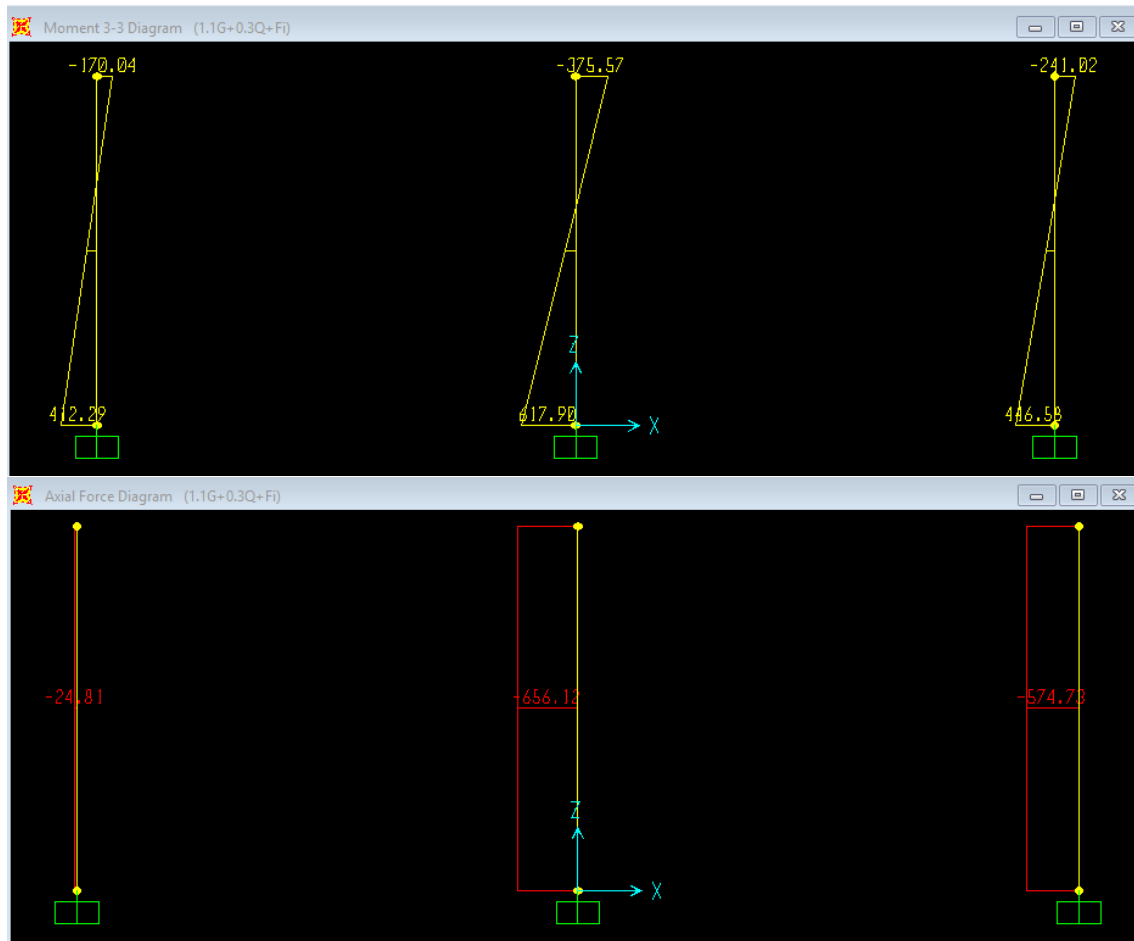 Moment 3-3 Diagram (1.1G+0.3Q+Fi)
-170.04 -375.57 -241.02
Z
412.29 617.90 446.58
X
Axial Force Diagram (1.1G+0.3Q+Fi)
-24.81 -656.12 -574.73
Z
X